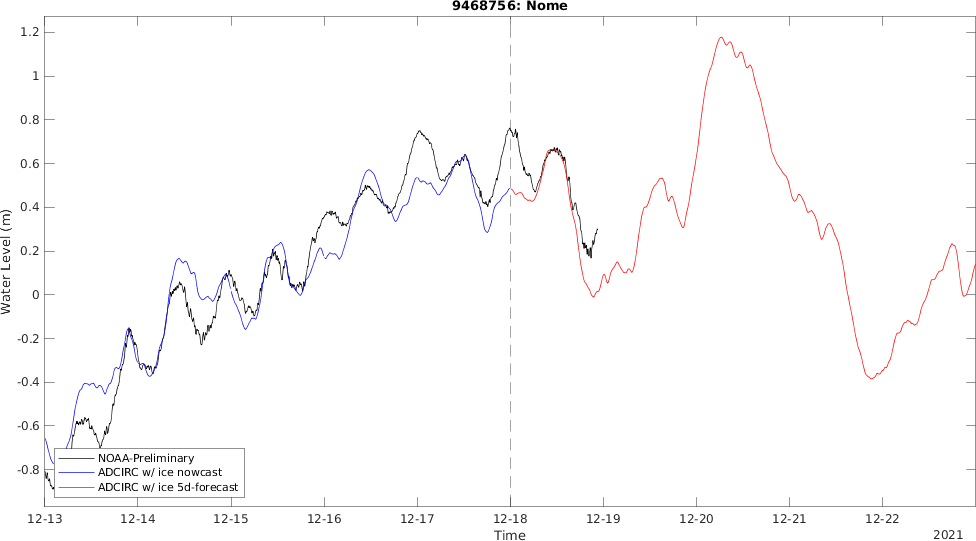 9468756: Nome
1.2
1
0.8
0.6
0.4
0.2
0
-0.2
-0.4
-0.6
-0.8
Water Level (m)
NOAA-Preliminary
ADCIRC w/ ice nowcast
ADCIRC w/ ice 5d-forecast
12-13 12-14 12-15 12-16 12-17 12-18 12-19 12-20 12-21 12-22
Time
2021